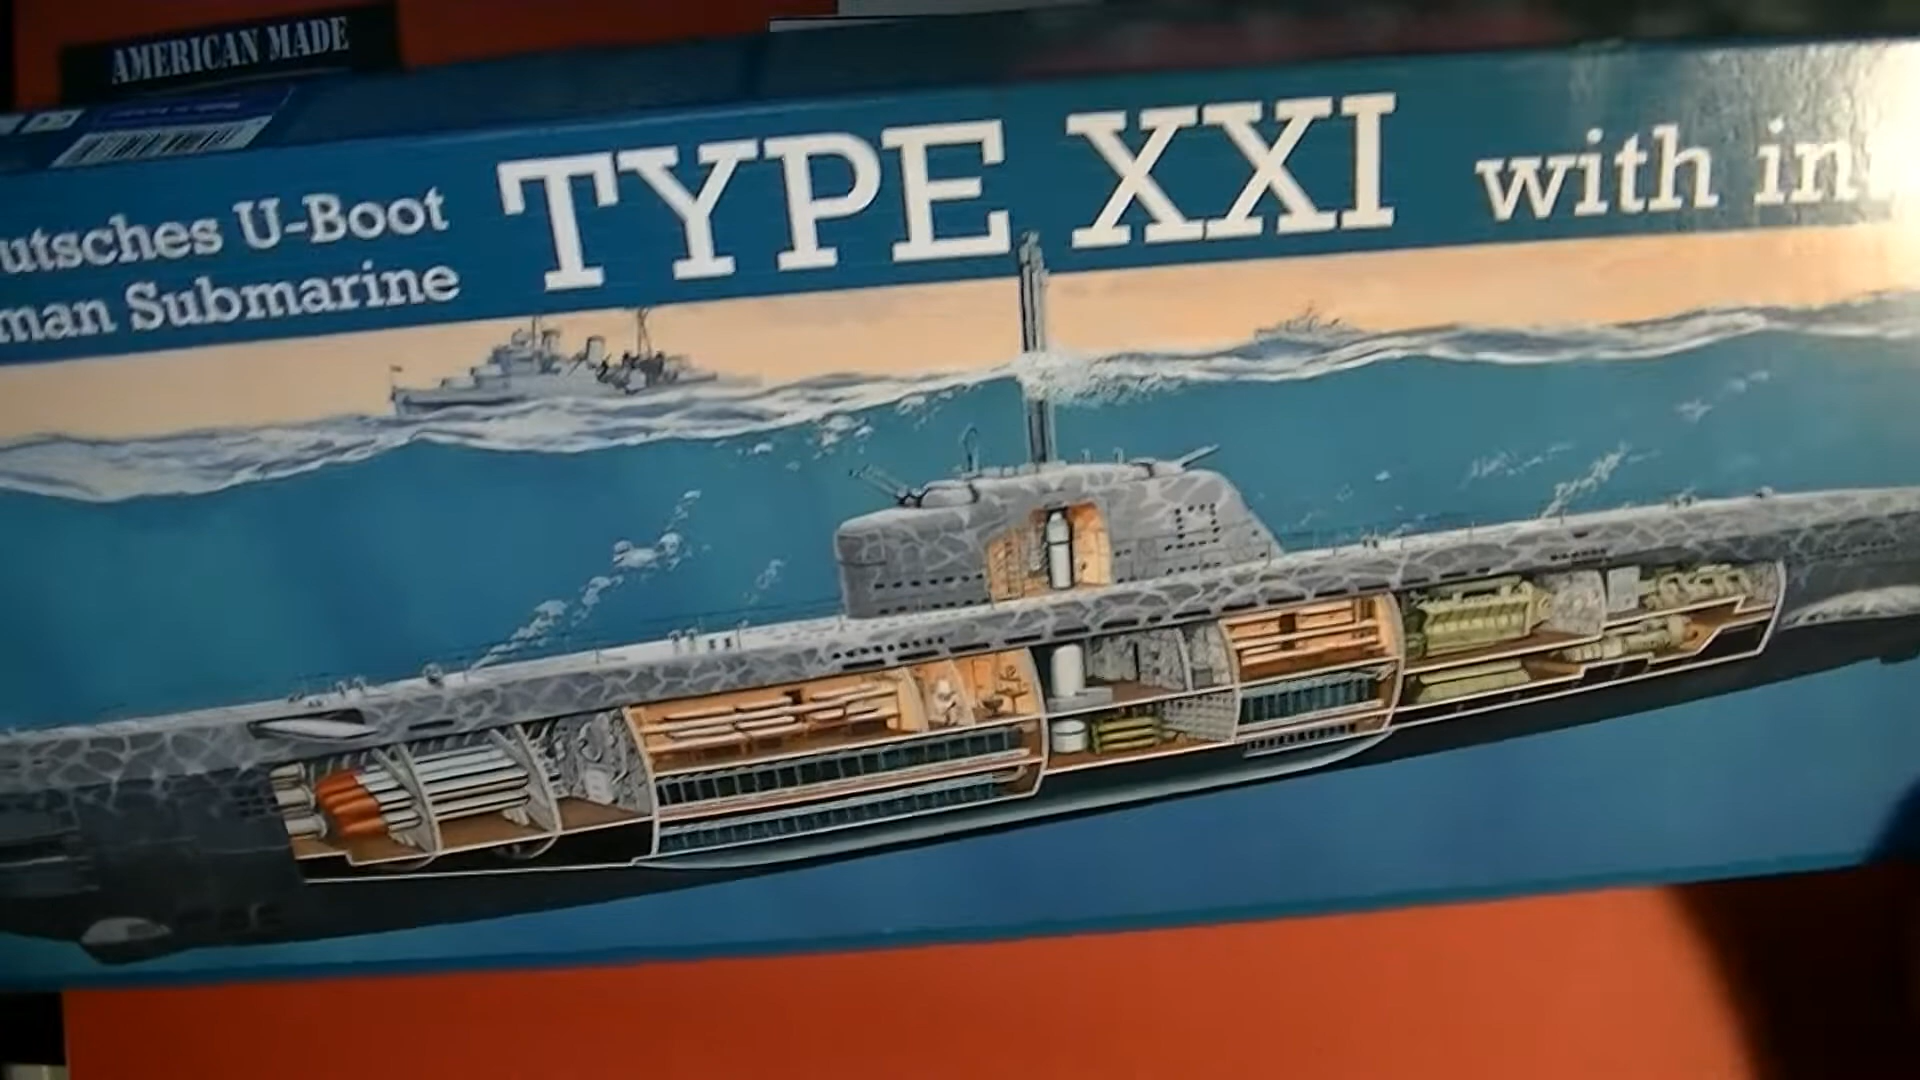 AMERICAN MADE
utsches U-Boot
man Submarine
TYPE XXI with in